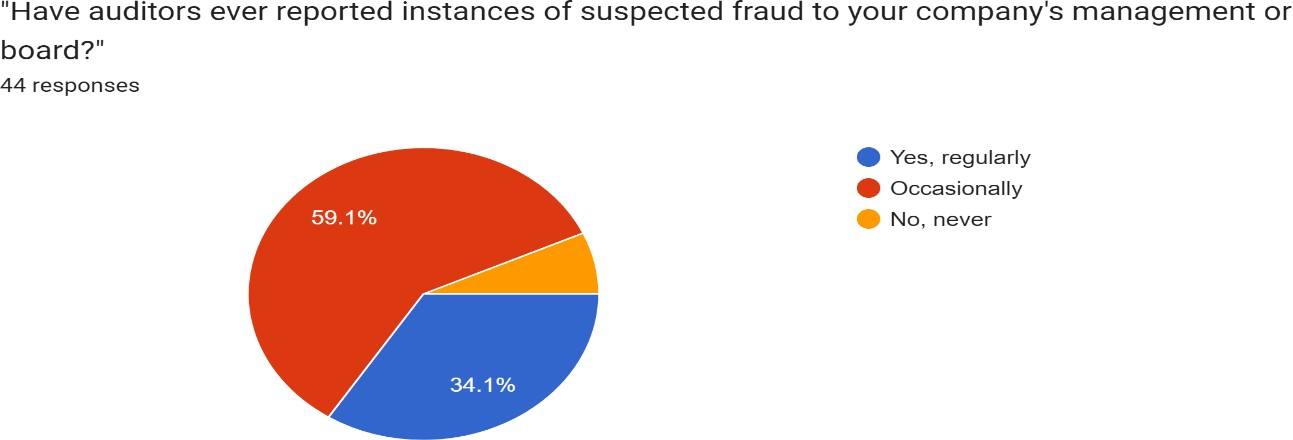 "Have auditors ever reported instances of suspected fraud to your company's management or
board?"
44 responses
Yes, regularly
Occasionally
No, never
59.1%
34.1%